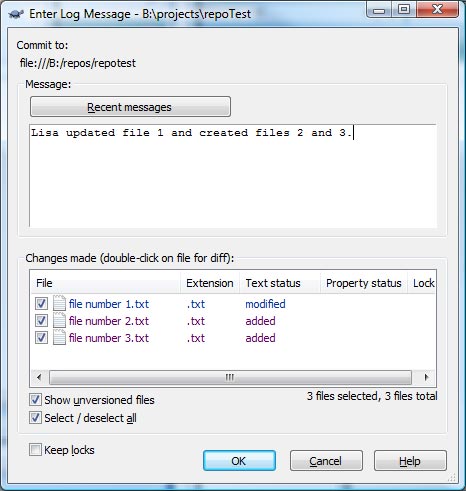 Enter Log Message - B:\projects\repoTest
Commit to:
file:///B:/repos/repotest
Message:
Recent messages
Lisa updated file 1 and created files 2 and 3.
Changes made (double-click on file for diff):
File Extension Text status Property status Lock
file number 1.txt .txt modified
file number 2.txt .txt added
file number 3.txt .txt added
Show unversioned files 3 files selected, 3 files total
Select / deselect all
Keep locks
OK Cancel Help